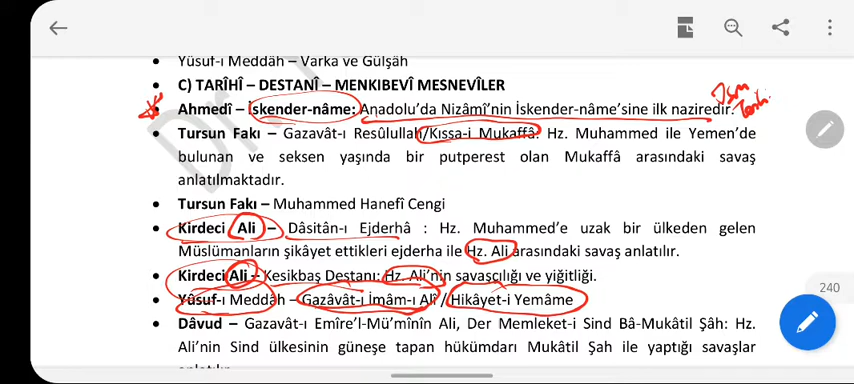 Yûsuf-ı Meddâh – Varka ve Gülşâh
C) TARÎHÎ – DESTANÎ – MENKIBEVÎ MESNEVÎLER
Ahmedî – İskender-nâme: Anadolu'da Nizâmî'nin İskender-nâme'sine ilk naziredir.
Tursun Fakı – Gazavât-ı Resûlullah/Kıssa-i Mukaffâ: Hz. Muhammed ile Yemen'de
bulunan ve seksen yaşında bir putperest olan Mukaffâ arasındaki savaş
anlatılmaktadır.
Tursun Fakı – Muhammed Hanefî Cengi
Kirdeci Ali – Dâsitân-ı Ejderhâ : Hz. Muhammed'e uzak bir ülkeden gelen
Müslümanların şikâyet ettikleri ejderha ile Hz. Ali arasındaki savaş anlatılır.
Kirdeci Ali – Kesikbaş Destanı: Hz. Ali'nin savaşçılığı ve yiğitliği.
Yûsuf-ı Meddâh – Gazâvât-ı İmâm-ı Alî / Hikâyet-i Yemâme
240
Dâvud – Gazavât-ı Emîre'l-Mü'mînîn Ali, Der Memleket-i Sind Bâ-Mukâtil Şâh: Hz.
Ali'nin Sind ülkesinin güneşe tapan hükümdarı Mukâtil Şah ile yaptığı savaşlar